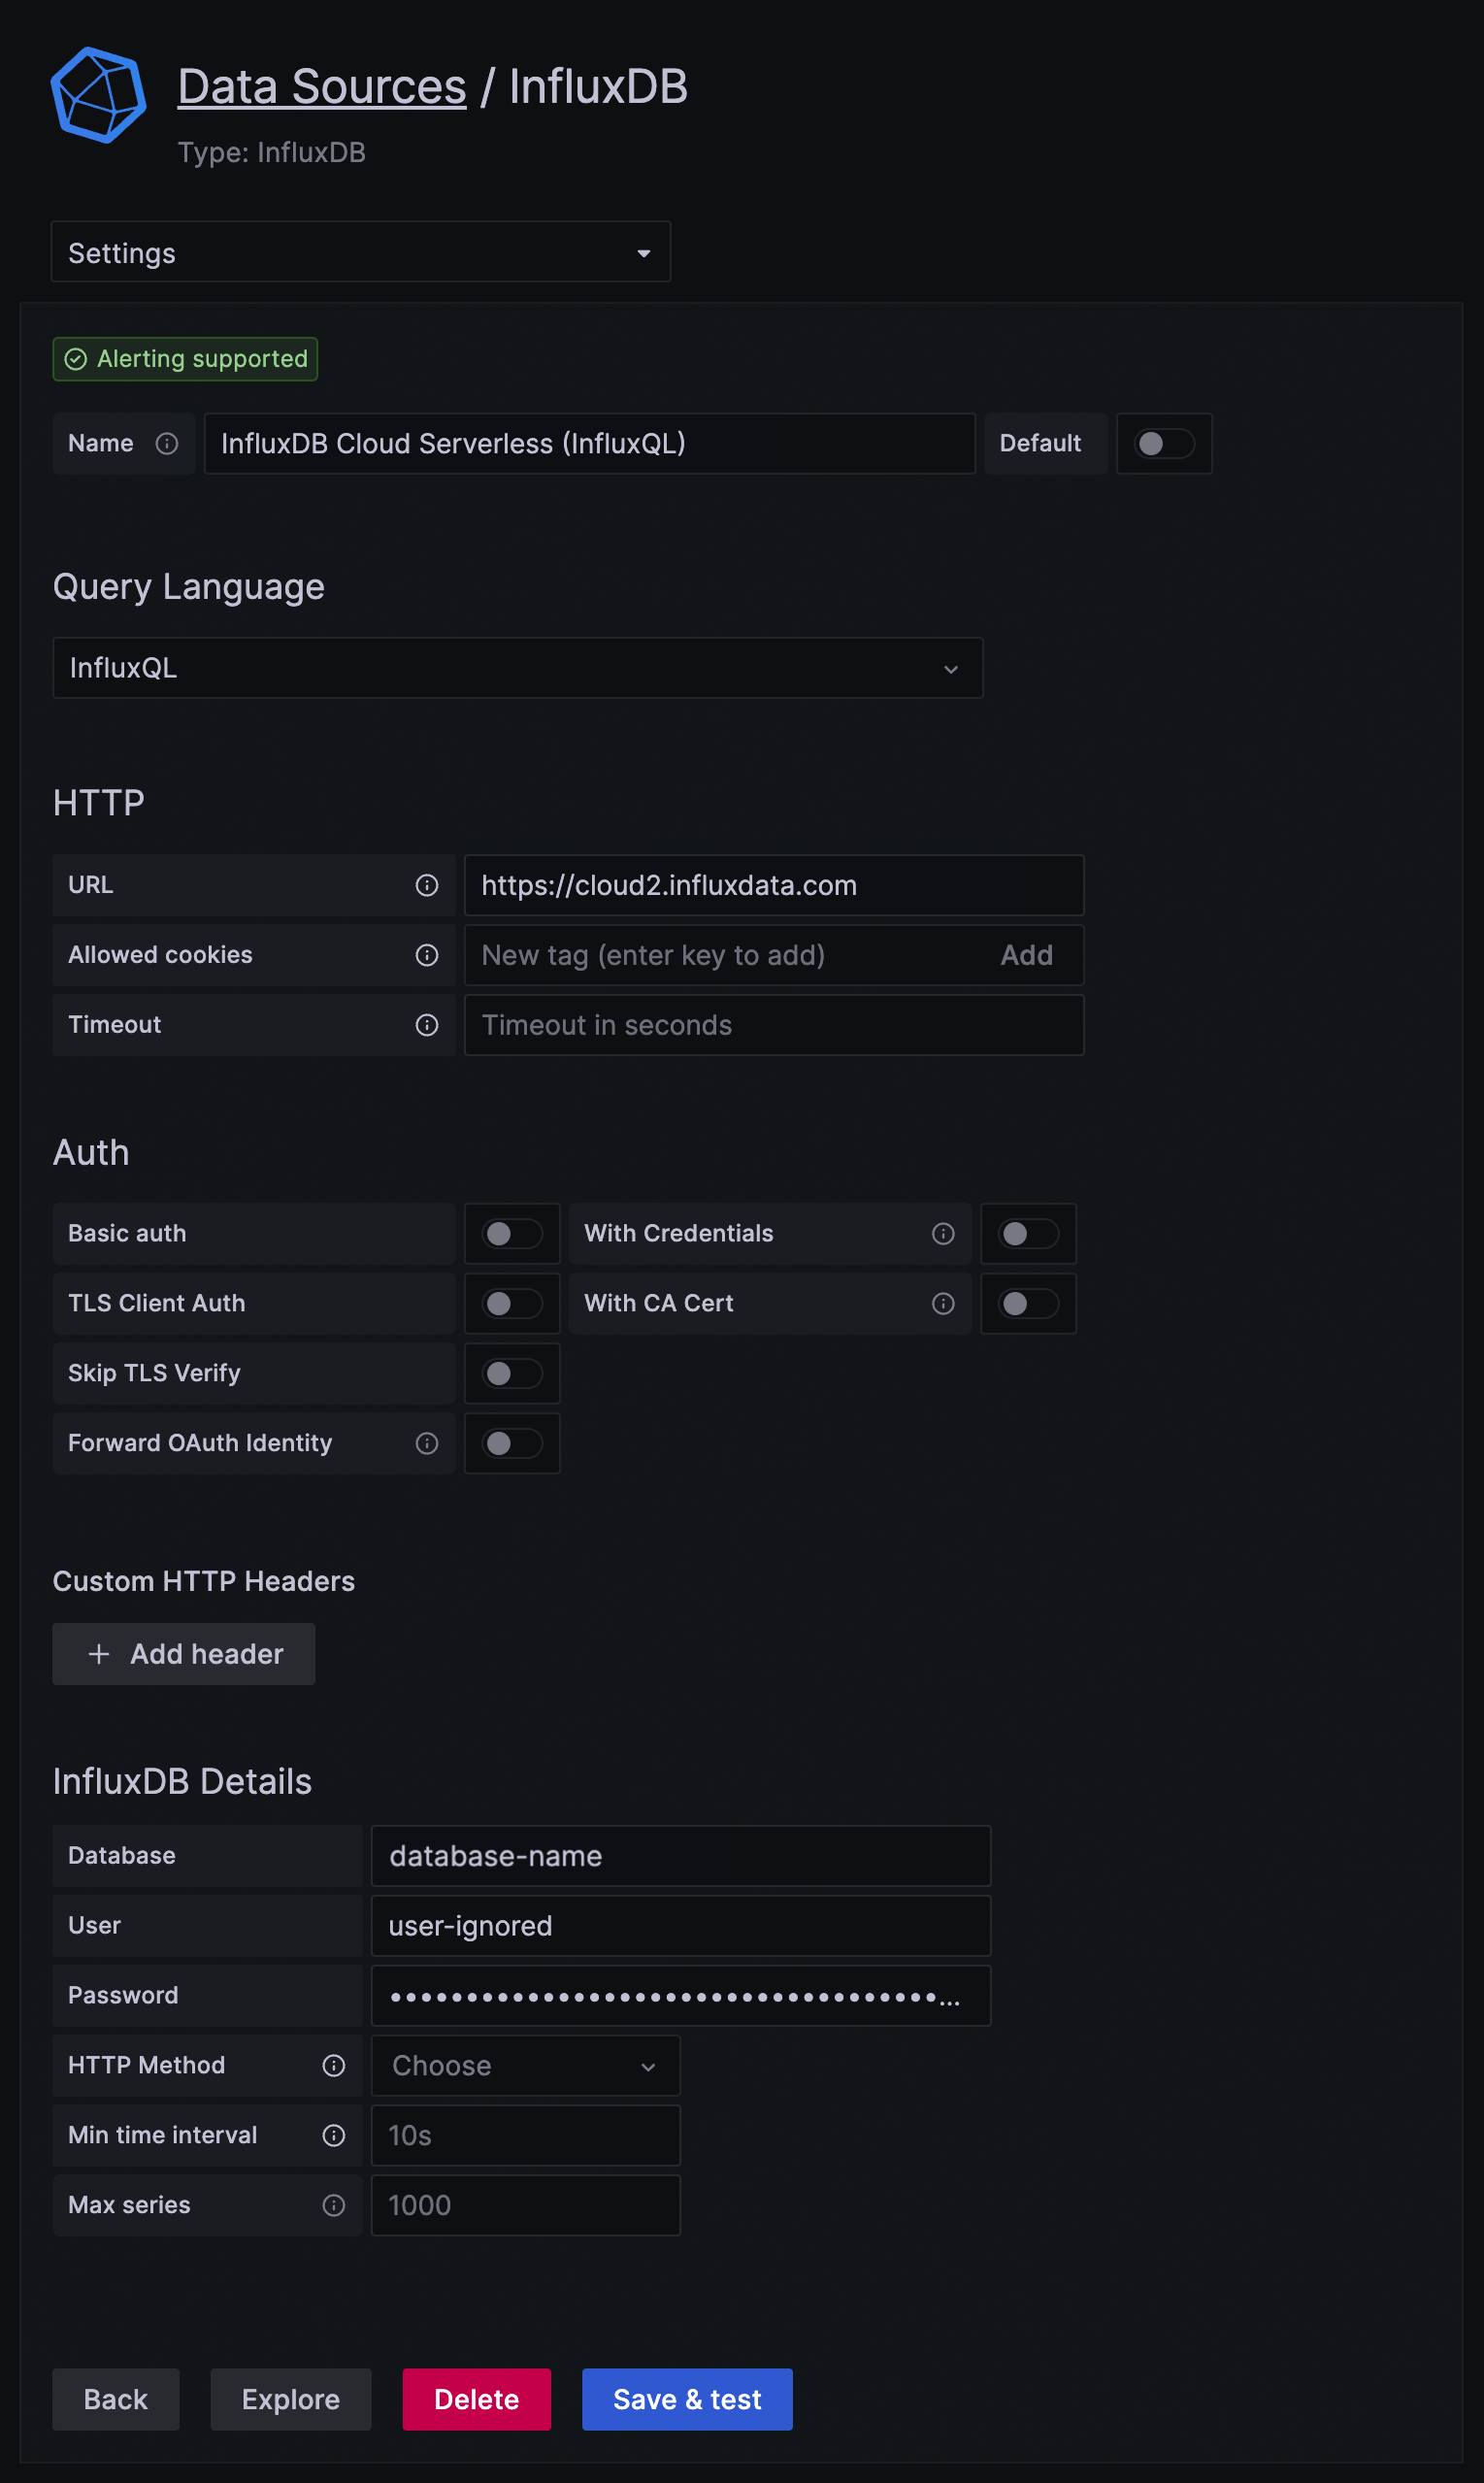 Data Sources / InfluxDB
Type: InfluxDB
Settings
Alerting supported
Name InfluxDB Cloud Serverless (InfluxQL) Default
Query Language
InfluxQL
HTTP
URL https://cloud2.influxdata.com
Allowed cookies New tag (enter key to add) Add
Timeout Timeout in seconds
Auth
Basic auth With Credentials
TLS Client Auth With CA Cert
Skip TLS Verify
Forward OAuth Identity
Custom HTTP Headers
+ Add header
InfluxDB Details
Database database-name
User user-ignored
Password ••••••••••••••••••••••••••••••••••••...
HTTP Method Choose
Min time interval 10s
Max series 1000
Back Explore Delete Save & test